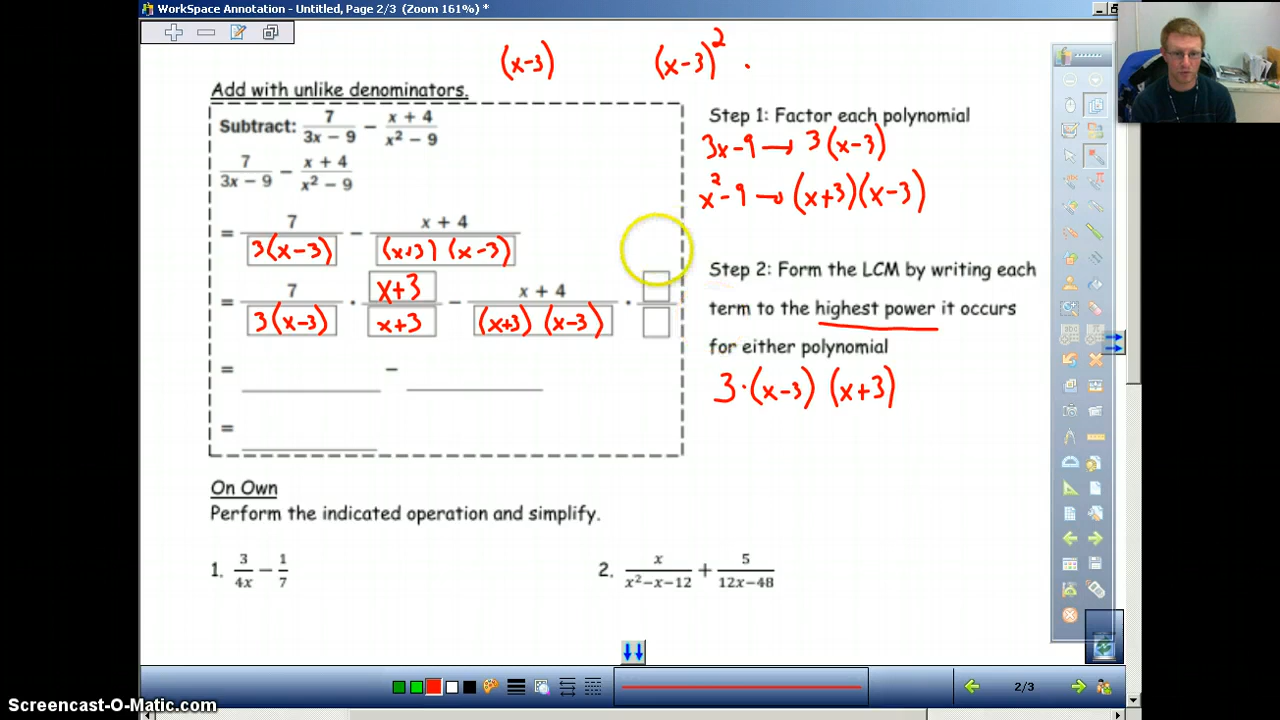 WorkSpace Annotation - Untitled, Page 2/3 (Zoom 161%) *
(x-3) (x-3)² .
Add with unlike denominators.
Subtract: 7/(3x - 9) - (x + 4)/(x² - 9)
7/(3x - 9) - (x + 4)/(x² - 9)
= 7/(3(x-3)) - (x + 4)/((x+3)(x-3))
= 7/(3(x-3)) · (x+3)/(x+3) - (x + 4)/((x+3)(x-3)) ·
= -
=
Step 1: Factor each polynomial
3x-9 → 3(x-3)
x²-9 → (x+3)(x-3)
Step 2: Form the LCM by writing each
term to the highest power it occurs
for either polynomial
3·(x-3)(x+3)
On Own
Perform the indicated operation and simplify.
1. 3/4x - 1/7
2. x/(x²-x-12) + 5/(12x-48)
2/3
Screencast-O-Matic.com